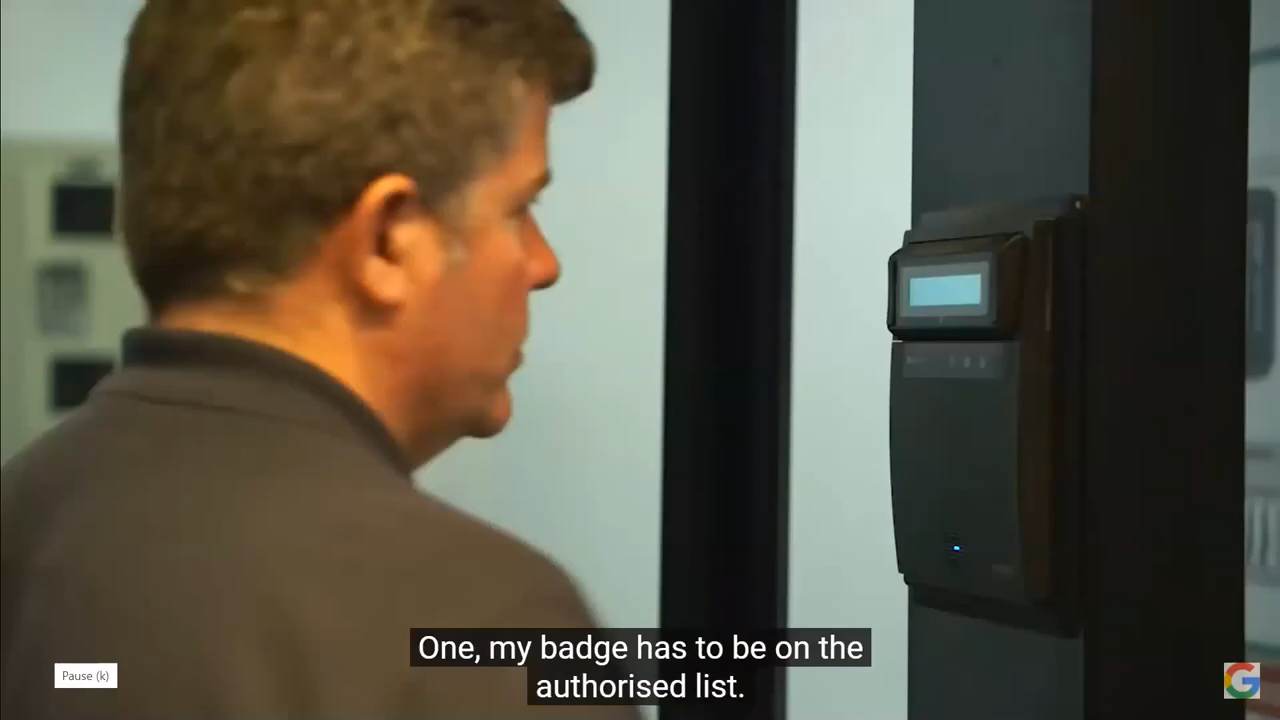 One, my badge has to be on the
authorised list.
Pause (k)